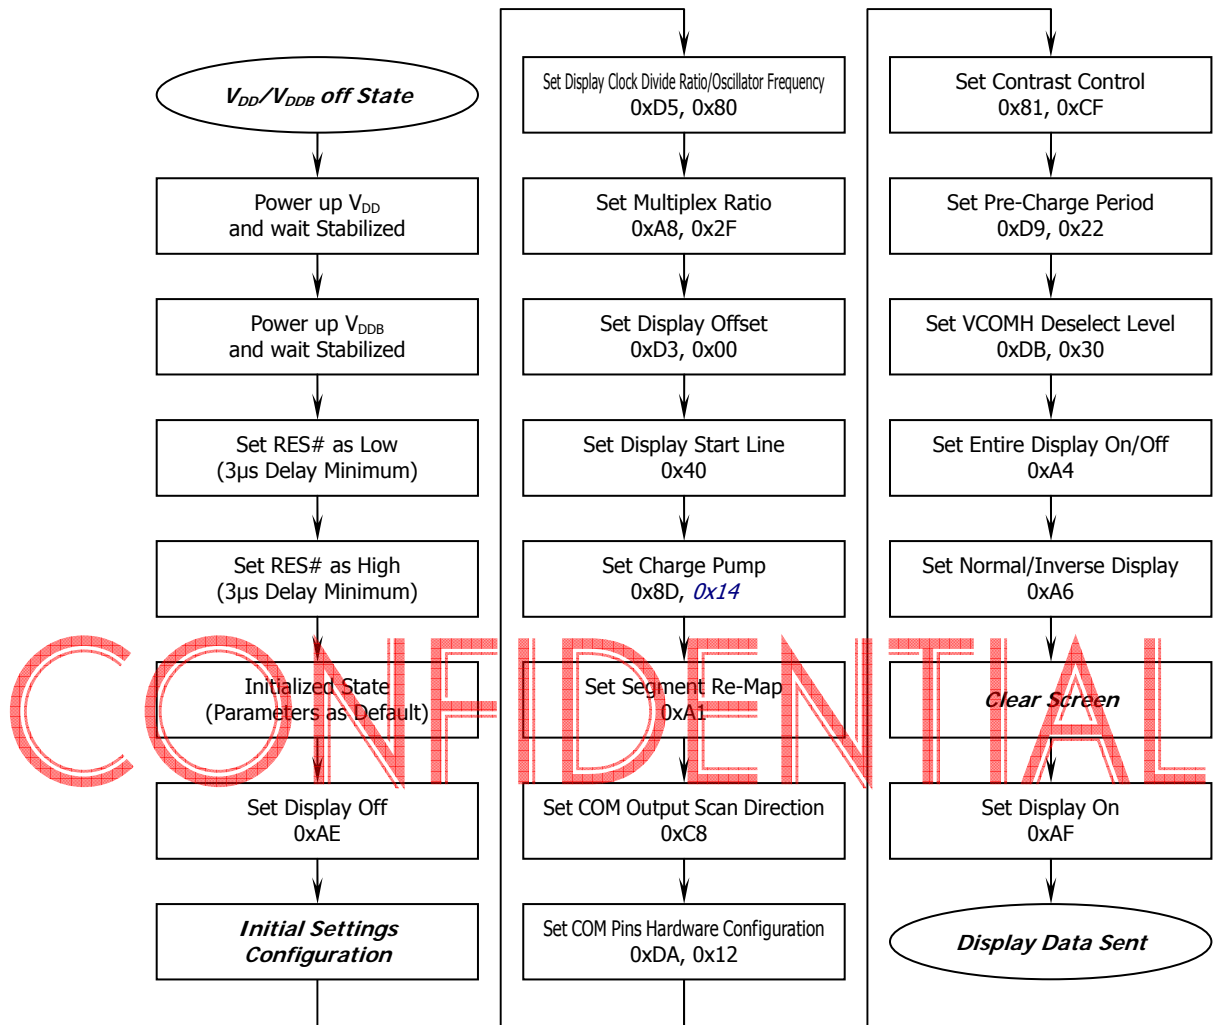 V_DD/V_DDB off State
Power up V_DD
and wait Stabilized
Power up V_DDB
and wait Stabilized
Set RES# as Low
(3μs Delay Minimum)
Set RES# as High
(3μs Delay Minimum)
Initialized State
(Parameters as Default)
Set Display Off
0xAE
Initial Settings
Configuration
Set Display Clock Divide Ratio/Oscillator Frequency
0xD5, 0x80
Set Multiplex Ratio
0xA8, 0x2F
Set Display Offset
0xD3, 0x00
Set Display Start Line
0x40
Set Charge Pump
0x8D, 0x14
Set Segment Re-Map
0xA1
Set COM Output Scan Direction
0xC8
Set COM Pins Hardware Configuration
0xDA, 0x12
Set Contrast Control
0x81, 0xCF
Set Pre-Charge Period
0xD9, 0x22
Set VCOMH Deselect Level
0xDB, 0x30
Set Entire Display On/Off
0xA4
Set Normal/Inverse Display
0xA6
Clear Screen
Set Display On
0xAF
Display Data Sent
CONFIDENTIAL